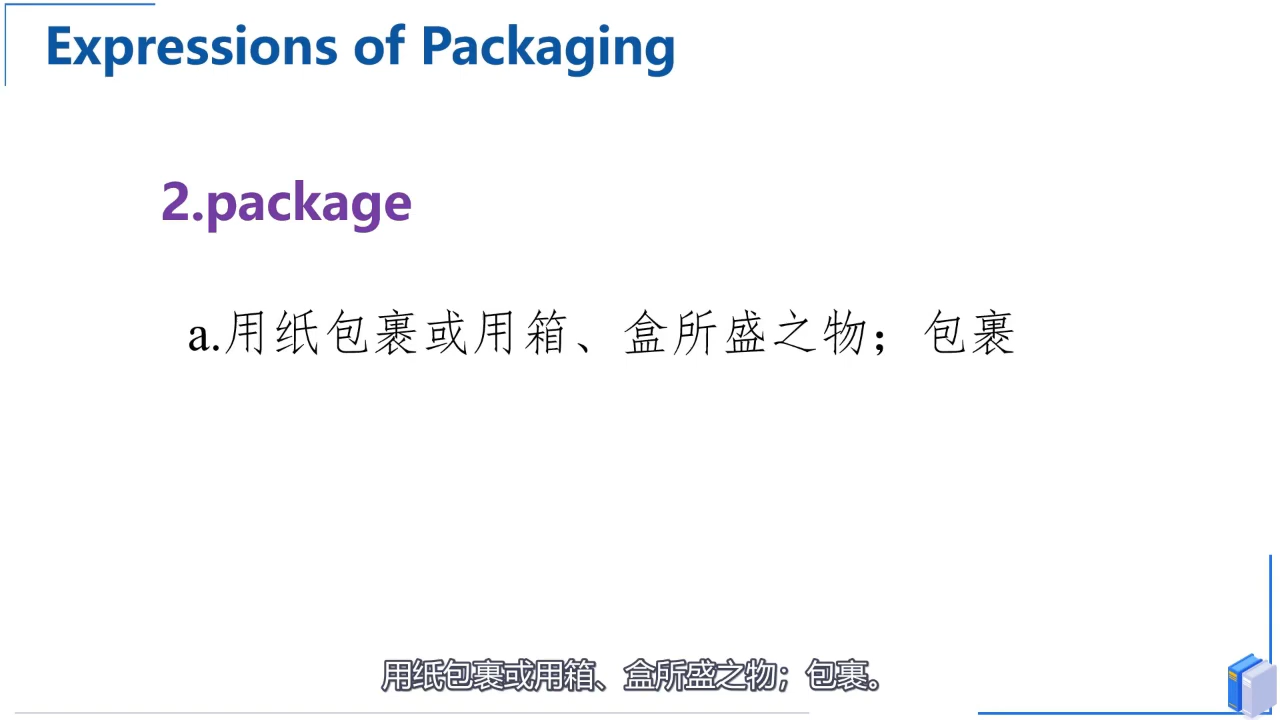 Expressions of Packaging
2.package
a.用纸包裹或用箱、盒所盛之物；包裹
用纸包裹或用箱、盒所盛之物；包裹。